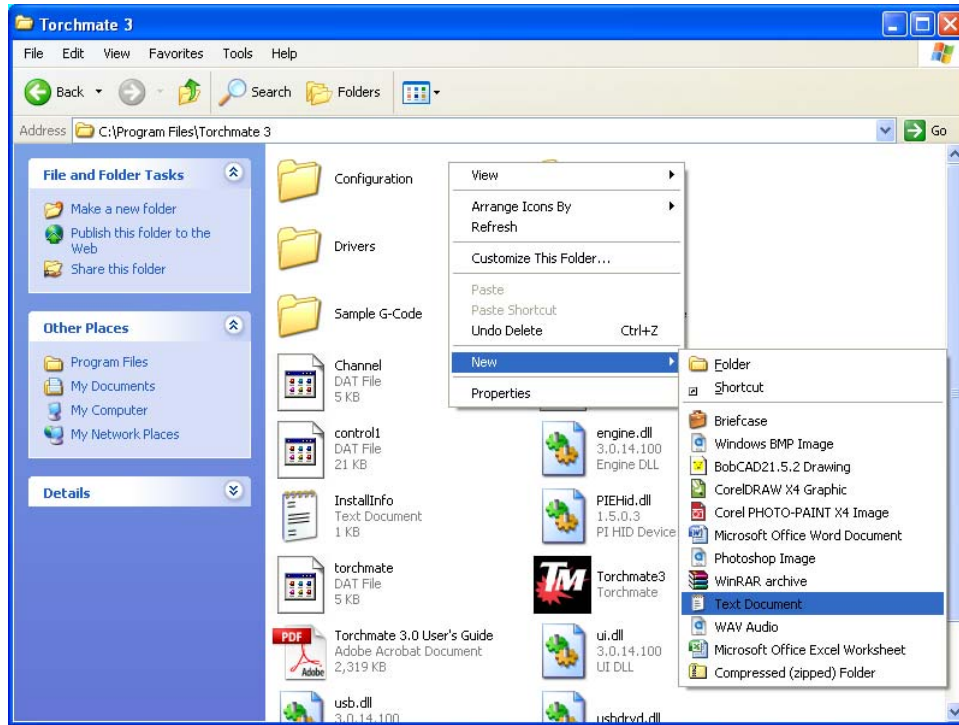 Torchmate 3
File Edit View Favorites Tools Help
Back Search Folders
Address C:\Program Files\Torchmate 3 Go
File and Folder Tasks
Make a new folder
Publish this folder to the
Web
Share this folder
Other Places
Program Files
My Documents
My Computer
My Network Places
Details
Configuration
Drivers
Sample G-Code
Channel
DAT File
5 KB
control1
DAT File
21 KB
InstallInfo
Text Document
1 KB
torchmate
DAT File
5 KB
PDF
Adobe
Torchmate 3.0 User's Guide
Adobe Acrobat Document
2,319 KB
usb.dll
3.0.14.100
engine.dll
3.0.14.100
Engine DLL
PIEHid.dll
1.5.0.3
PI HID Device
TM
Torchmate3
Torchmate
ui.dll
3.0.14.100
UI DLL
usbdrvd.dll
View
Arrange Icons By
Refresh
Customize This Folder...
Paste
Paste Shortcut
Undo Delete Ctrl+Z
New
Properties
Folder
Shortcut
Briefcase
Windows BMP Image
BobCAD21.5.2 Drawing
CorelDRAW X4 Graphic
Corel PHOTO-PAINT X4 Image
Microsoft Office Word Document
Photoshop Image
WinRAR archive
Text Document
WAV Audio
Microsoft Office Excel Worksheet
Compressed (zipped) Folder